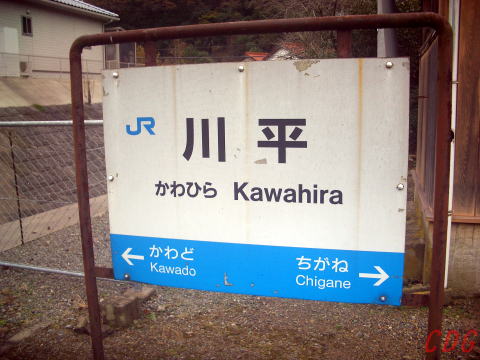 JR 川平
かわひら Kawahira
← かわど ちがね →
Kawado Chigane
C06